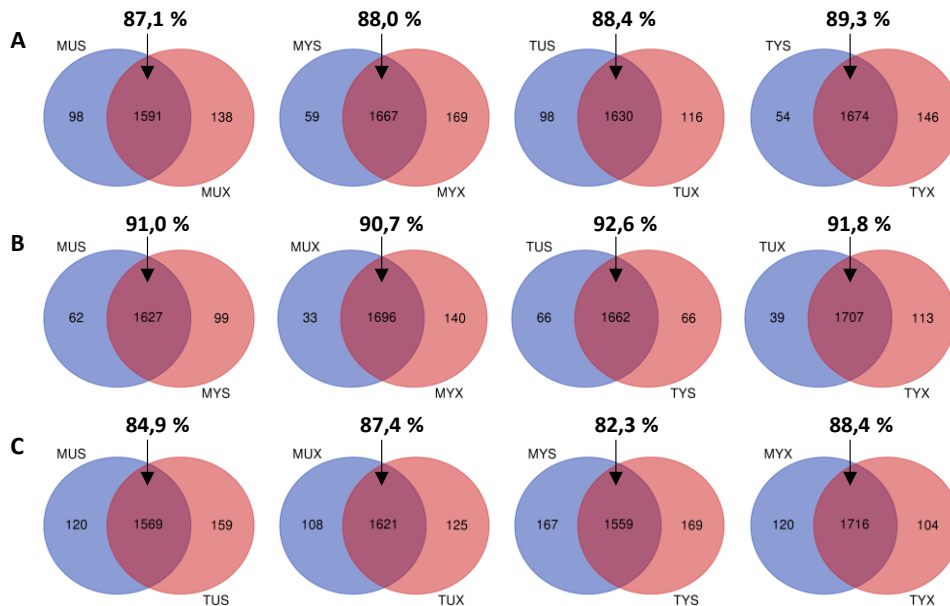 87,1 % 88,0 % 88,4 % 89,3 %
A MUS MYS TUS TYS
98 1591 138 59 1667 169 98 1630 116 54 1674 146
MUX MYX TUX TYX
91,0 % 90,7 % 92,6 % 91,8 %
B MUS MUX TUS TUX
62 1627 99 33 1696 140 66 1662 66 39 1707 113
MYS MYX TYS TYX
84,9 % 87,4 % 82,3 % 88,4 %
C MUS MUX MYS MYX
120 1569 159 108 1621 125 167 1559 169 120 1716 104
TUS TUX TYS TYX